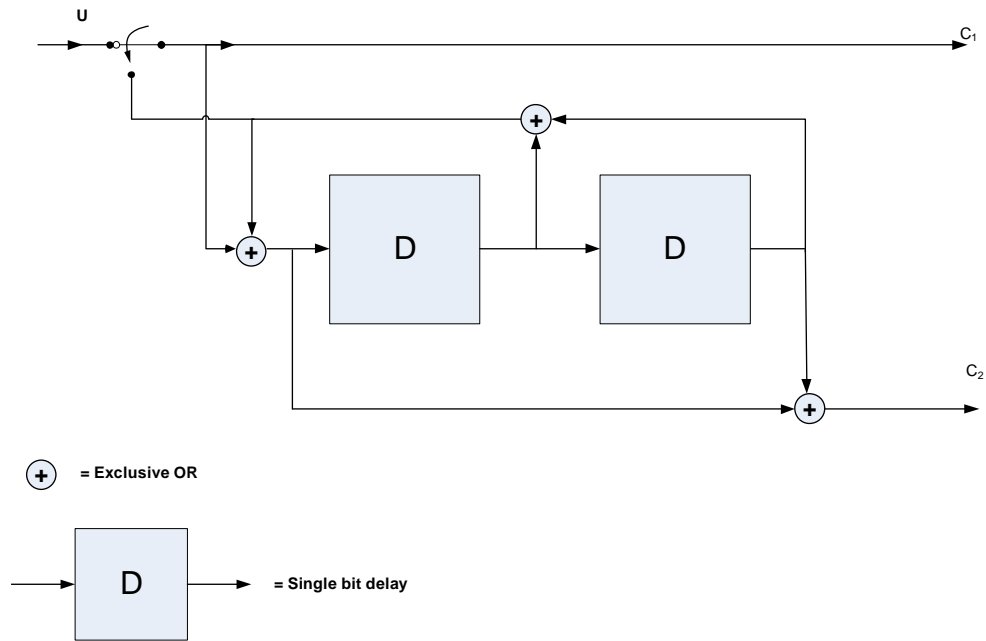 U
C₁
+
D
D
+
C₂
+
+ = Exclusive OR
D = Single bit delay